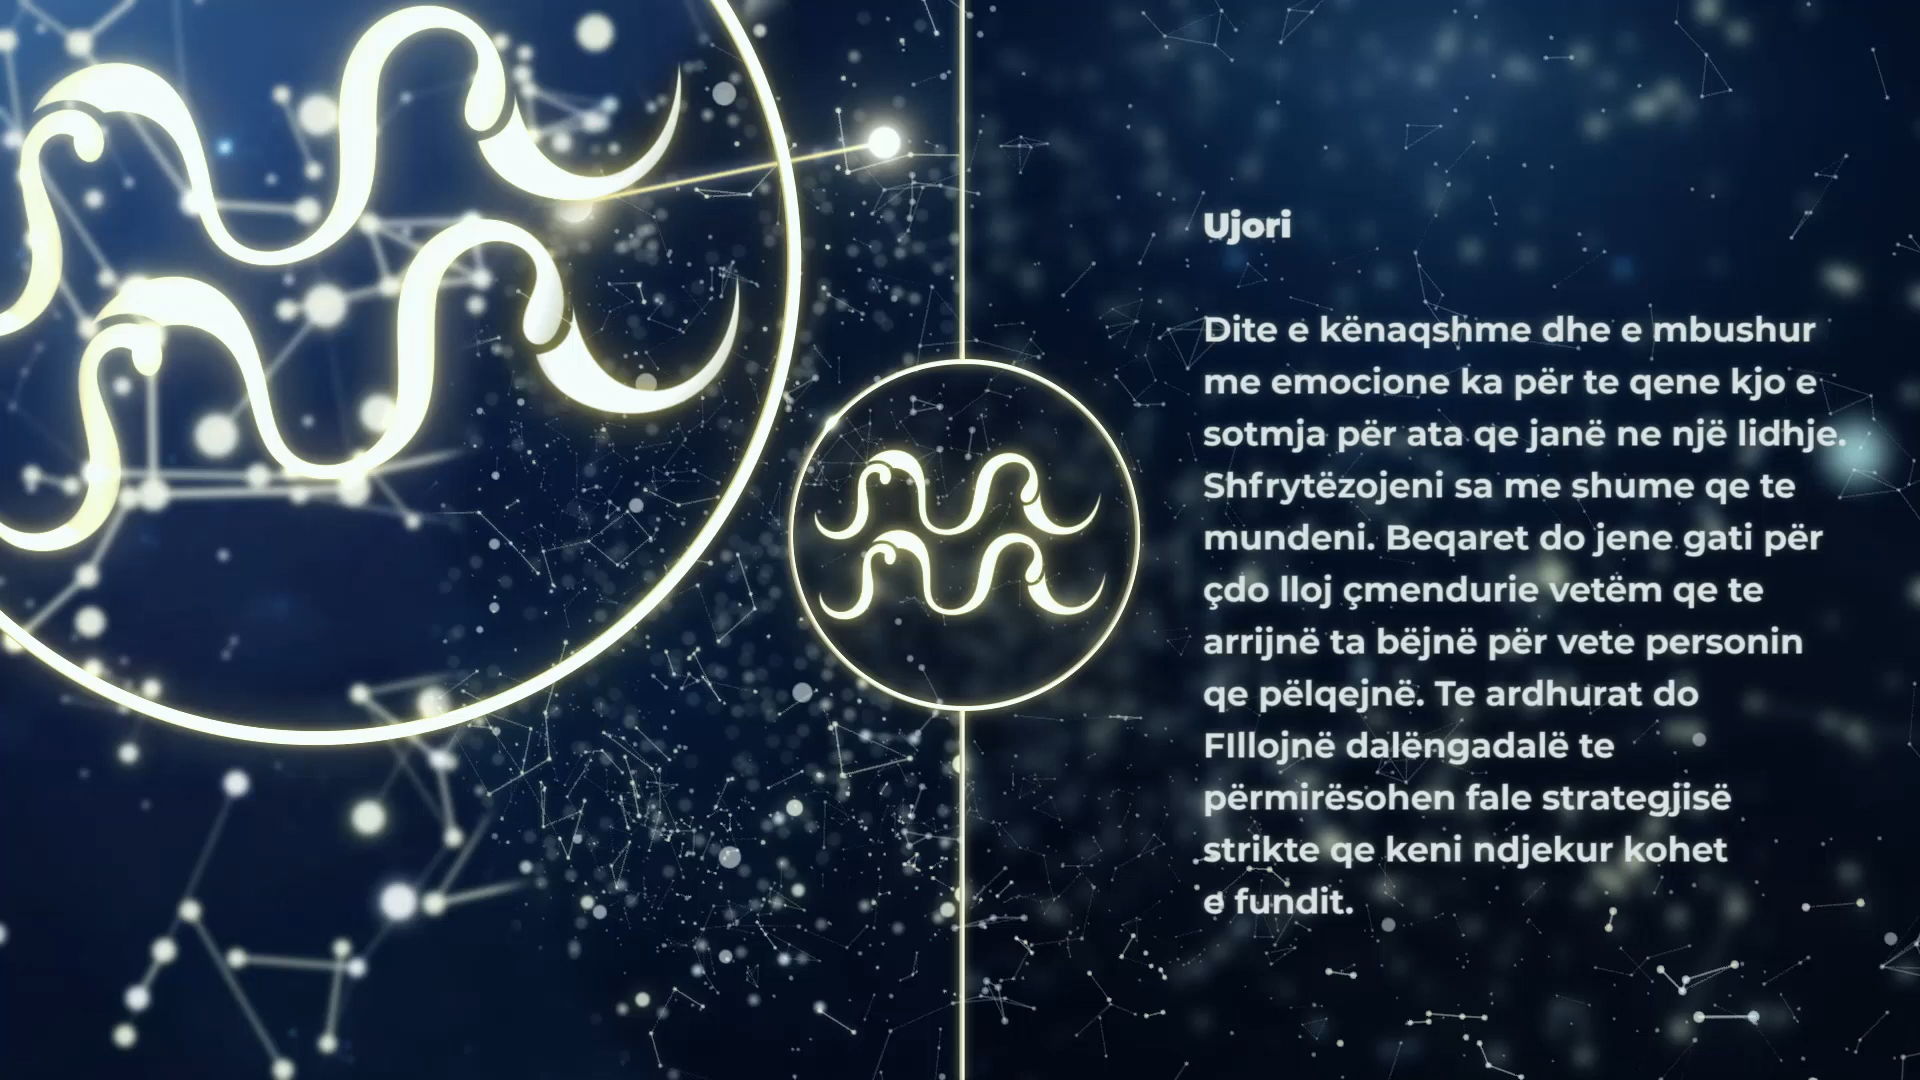 Ujori
Dite e kënaqshme dhe e mbushur
me emocione ka për te qene kjo e
sotmja për ata qe janë ne një lidhje.
Shfrytëzojeni sa me shume qe te
mundeni. Beqaret do jene gati për
çdo lloj çmendurie vetëm qe te
arrijnë ta bëjnë për vete personin
qe pëlqejnë. Te ardhurat do
FIllojnë dalëngadalë te
përmirësohen fale strategjisë
strikte qe keni ndjekur kohet
e fundit.